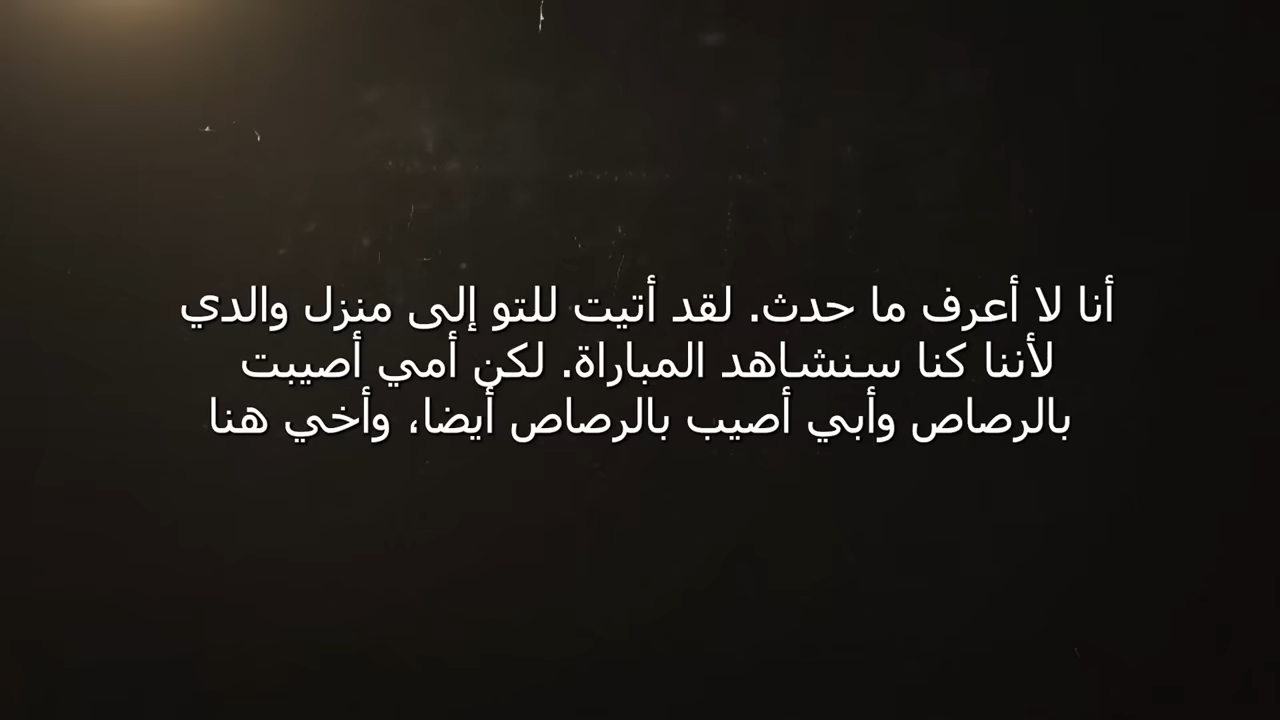 أنا لا أعرف ما حدث. لقد أتيت للتو إلى منزل والدي
لأننا كنا سنشاهد المباراة. لكن أمي أصيبت
بالرصاص وأبي أصيب بالرصاص أيضا، وأخي هنا